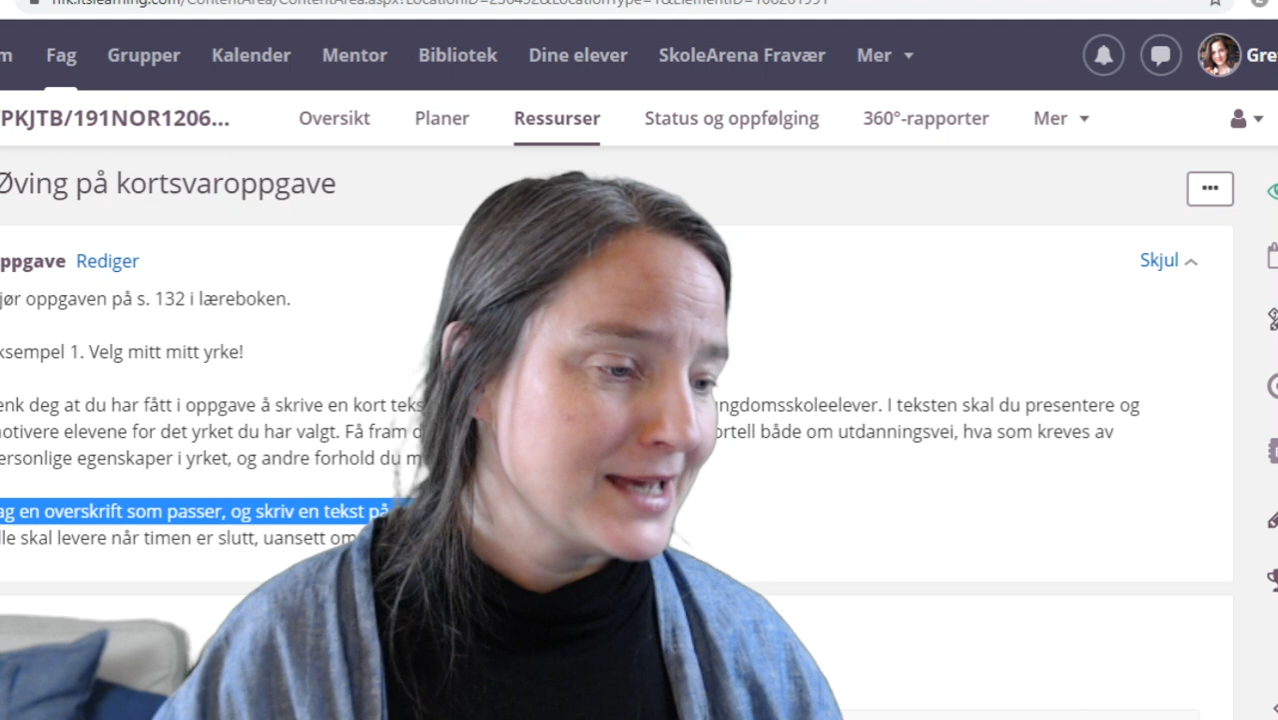 Fag Grupper Kalender Mentor Bibliotek Dine elever SkoleArena Fravær Mer
PKJTB/191NOR1206... Oversikt Planer Ressurser Status og oppfølging 360°-rapporter Mer
Øving på kortsvaroppgave
...
ppgave Rediger Skjul
jør oppgaven på s. 132 i læreboken.
ksempel 1. Velg mitt mitt yrke!
enk deg at du har fått i oppgave å skrive en kort teks ngdomsskoleelever. I teksten skal du presentere og
otivere elevene for det yrket du har valgt. Få fram d ortell både om utdanningsvei, hva som kreves av
ersonlige egenskaper i yrket, og andre forhold du m
ag en overskrift som passer, og skriv en tekst på
lle skal levere når timen er slutt, uansett om